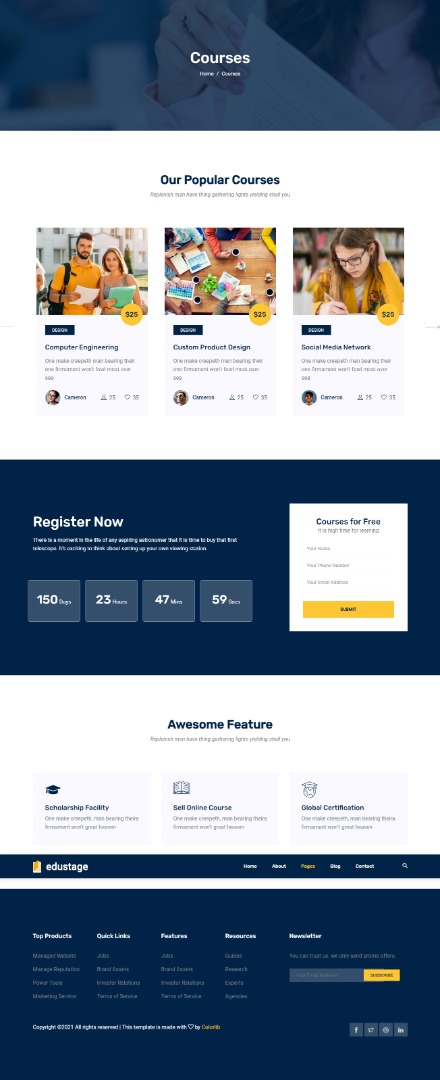 Courses
Home / Courses
Our Popular Courses
Replenish man have thing gathering lights yielding shall you
$25
$25
$25
DESIGN
DESIGN
DESIGN
Computer Engineering
Custom Product Design
Social Media Network
One make creepeth man bearing their
one firmament won't fowl meat over
sea
One make creepeth man bearing their
one firmament won't fowl meat over
sea
One make creepeth man bearing their
one firmament won't fowl meat over
sea
Cameron 25 35
Cameron 25 35
Cameron 25 35
Register Now
There is a moment in the life of any aspiring astronomer that it is time to buy that first
telescope. It's exciting to think about setting up your own viewing station.
150 Days
23 Hours
47 Mins
59 Secs
Courses for Free
It is high time for learning
Your Name
Your Phone Number
Your Email Address
SUBMIT
Awesome Feature
Replenish man have thing gathering lights yielding shall you
Scholarship Facility
One make creepeth, man bearing theira
firmament won't great heaven
Sell Online Course
One make creepeth, man bearing theira
firmament won't great heaven
Global Certification
One make creepeth, man bearing theira
firmament won't great heaven
edustage
Home About Pages Blog Contact
Top Products
Managed Website
Manage Reputation
Power Tools
Marketing Service
Quick Links
Jobs
Brand Assets
Investor Relations
Terms of Service
Features
Jobs
Brand Assets
Investor Relations
Terms of Service
Resources
Guides
Research
Experts
Agencies
Newsletter
You can trust us. we only send promo offers,
Your Email Address
SUBSCRIBE
Copyright ©2021 All rights reserved | This template is made with ♡ by Colorlib